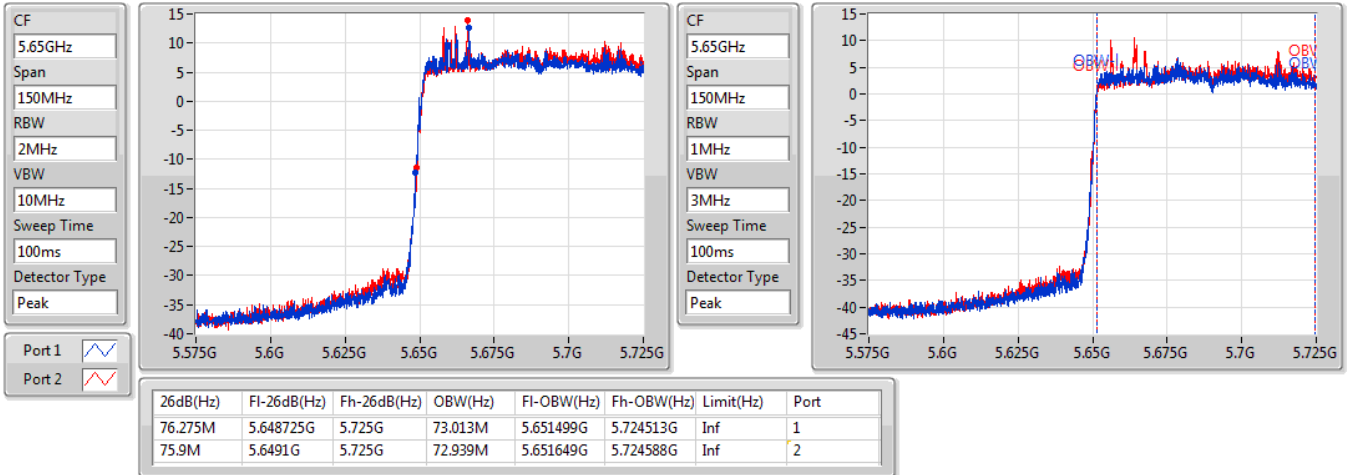 CF
5.65GHz
Span
150MHz
RBW
2MHz
VBW
10MHz
Sweep Time
100ms
Detector Type
Peak
15
10
5
0
-5
-10
-15
-20
-25
-30
-35
-40
5.575G 5.6G 5.625G 5.65G 5.675G 5.7G 5.725G
CF
5.65GHz
Span
150MHz
RBW
1MHz
VBW
3MHz
Sweep Time
100ms
Detector Type
Peak
15
10
5
0
-5
-10
-15
-20
-25
-30
-35
-40
-45
5.575G 5.6G 5.625G 5.65G 5.675G 5.7G 5.725G
Port 1
Port 2
26dB(Hz) Fl-26dB(Hz) Fh-26dB(Hz) OBW(Hz) Fl-OBW(Hz) Fh-OBW(Hz) Limit(Hz) Port
76.275M 5.648725G 5.725G 73.013M 5.651499G 5.724513G Inf 1
75.9M 5.6491G 5.725G 72.939M 5.651649G 5.724588G Inf 2